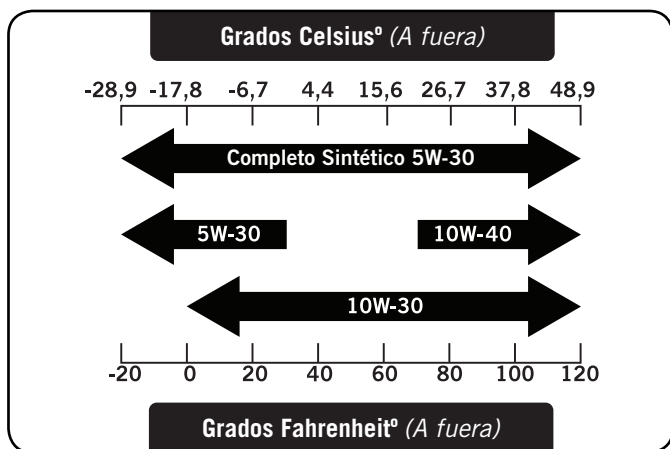 Grados Celsiusº (A fuera)
-28,9 -17,8 -6,7 4,4 15,6 26,7 37,8 48,9
Completo Sintético 5W-30
5W-30 10W-40
10W-30
-20 0 20 40 60 80 100 120
Grados Fahrenheitº (A fuera)